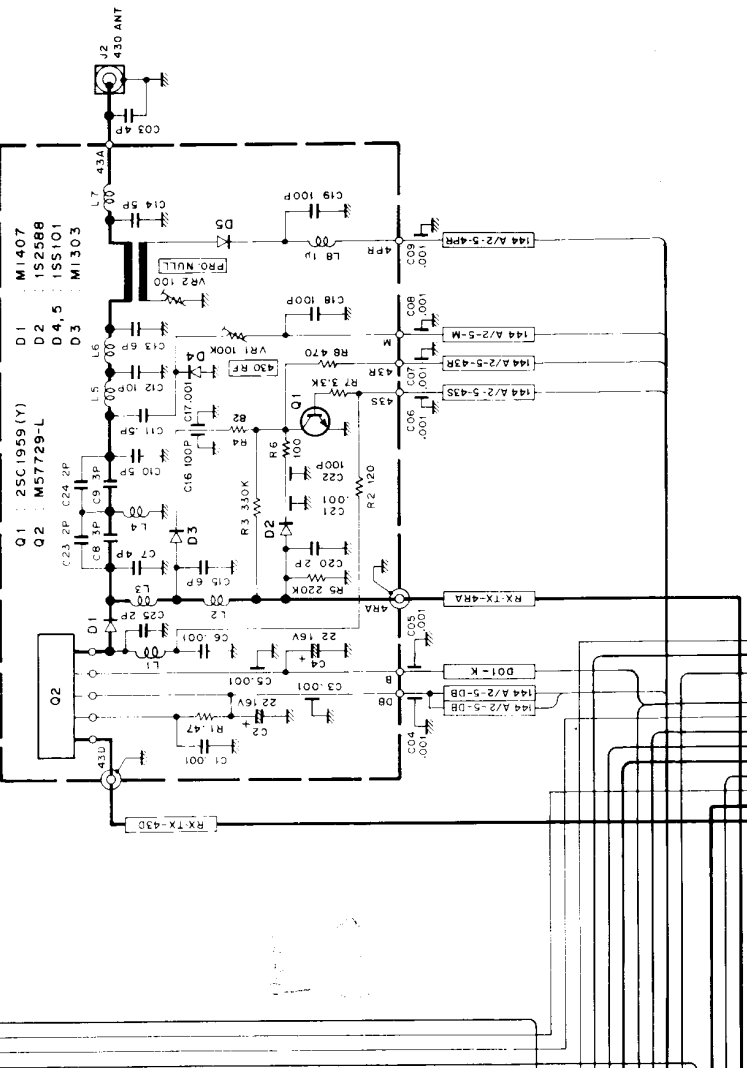 J2
430 ANT
C03 4P
43A
L7
C14 5P
D1 : MI407
D2 : 1S2588
D4,5 : 1SS101
D3 : MI303
Q1 : 2SC1959(Y)
Q2 : M57729-L
D5
C19 100P
L8 1μ
4PR
C09 .001
144 A/2-5-4PR
PRO. NULL
VR2 100
L6
C13 6P
C12 10P
L5
C11 .5P
C18 100P
VR1 100K
430 RF
D4
M
C08 .001
144 A/2-5-M
R8 470
43R
C07 .001
144 A/2-5-43R
R7 3.3K
43S
C06 .001
144 A/2-5-43S
Q1
C17 .001
C16 100P
R4 82
R6 100
C10 5P
C24 2P
C9 3P
L4
C23 2P
C8 3P
C7 4P
D3
R3 330K
C22 100P
C21 .001
D2
R2 120
C20 2P
R5 220K
L3
C15 6P
L2
4RA
RX·TX-4RA
D1
C25 2P
L1
C6 .001
C5 .001
C4 22 16V
+
B
C05 .001
D01-K
Q2
R1 .47
C1 .001
C2 22 16V
+
C3 .001
DB
C04 .001
144 A/2-5-DB
144 A/2-5-DB
43D
RX·TX-43D